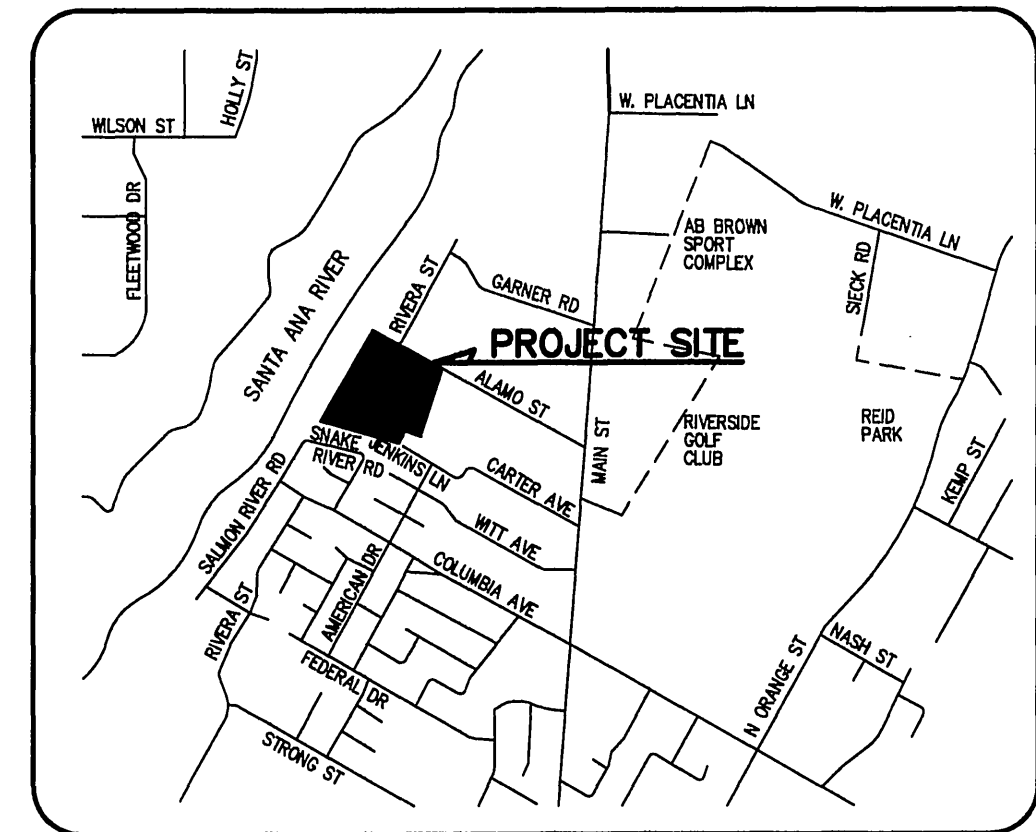 HOLLY ST
W. PLACENTIA LN
WILSON ST
FLEETWOOD DR
W. PLACENTIA LN
AB BROWN
SPORT
COMPLEX
SIECK RD
SANTA ANA RIVER
RIVERA ST
GARNER RD
PROJECT SITE
ALAMO ST
RIVERSIDE
GOLF
CLUB
REID
PARK
MAIN ST
SNAKE
RIVER RD
JENKINS LN
CARTER AVE
KEMP ST
SALMON RIVER RD
WITT AVE
COLUMBIA AVE
AMERICAN DR
RIVERA ST
NASH ST
FEDERAL DR
N ORANGE ST
STRONG ST